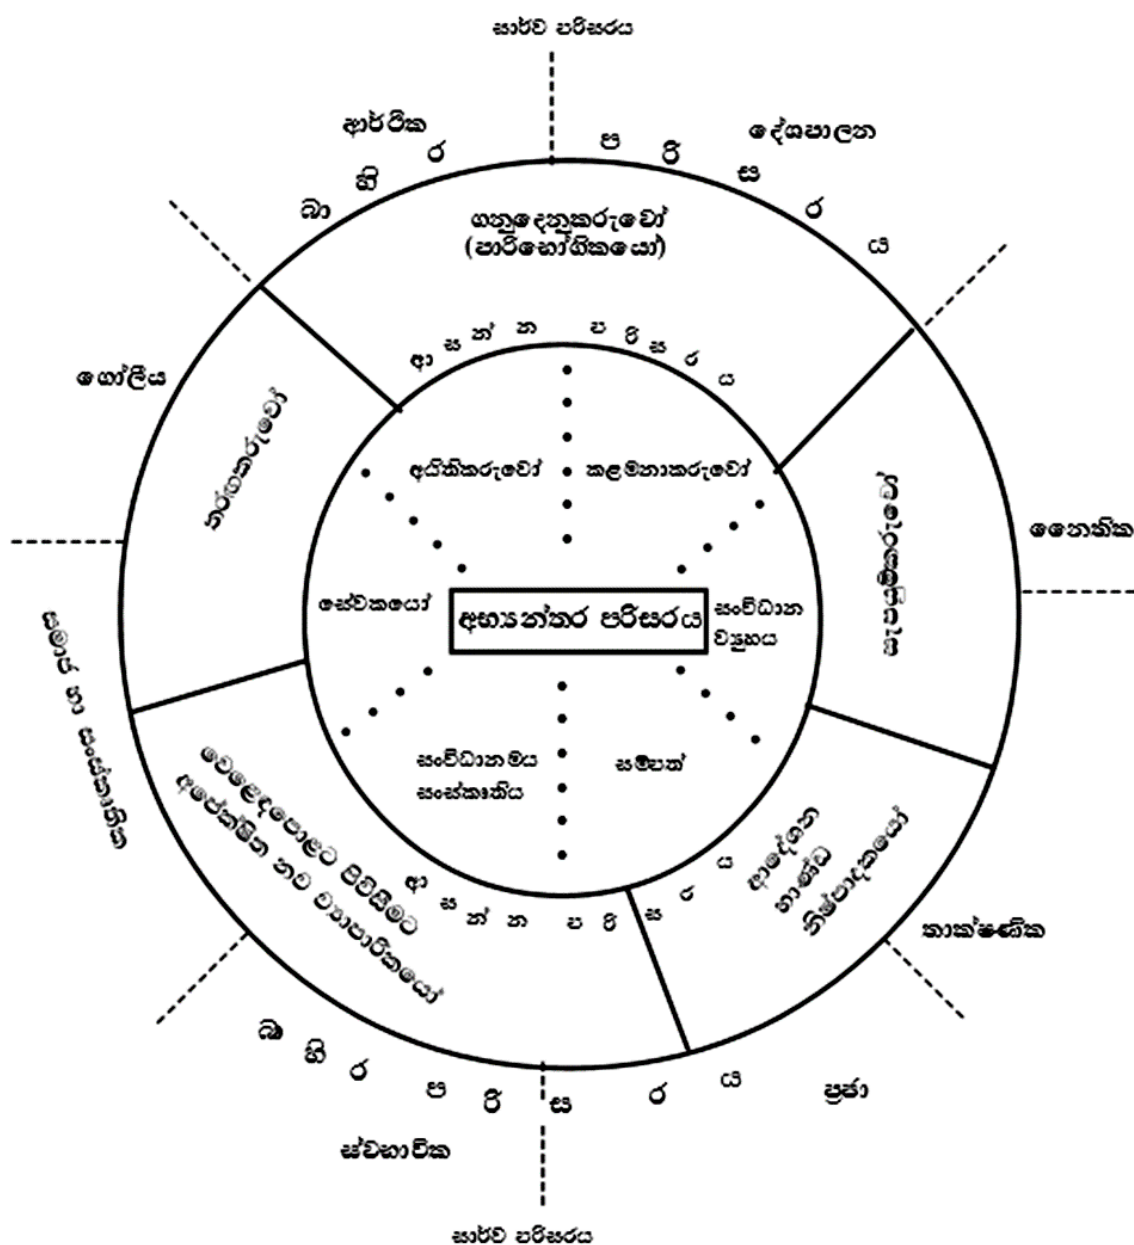 සාර්ව පරිසරය
ආර්ථික
දේශපාලන
බාහිර පරිසරය
ගනුදෙනුකරුවෝ
(පාරිභෝගිකයෝ)
ආසන්න පරිසරය
ගෝලීය
තරඟකරුවෝ
අයිතිකරුවෝ
කළමනාකරුවෝ
සැපයුම්කරුවෝ
නෛතික
සේවකයෝ
අභ්‍යන්තර පරිසරය
සංවිධාන
ව්‍යුහය
සමාජ හා සංස්කෘතික
සංවිධානමය
සංස්කෘතිය
සම්පත්
වෙළෙඳපොළට පිවිසීමට
අපේක්ෂිත නව ව්‍යාපාරිකයෝ
ආදේශන
භාණ්ඩ
නිෂ්පාදකයෝ
ආසන්න පරිසරය
තාක්ෂණික
බාහිර පරිසරය
ප්‍රජා
ස්වභාවික
සාර්ව පරිසරය